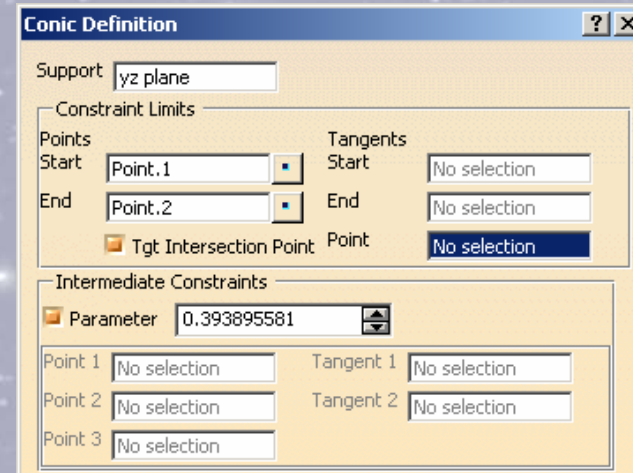 Conic Definition ? X
Support yz plane
Constraint Limits
Points Tangents
Start Point.1 Start No selection
End Point.2 End No selection
Tgt Intersection Point Point No selection
Intermediate Constraints
Parameter 0.393895581
Point 1 No selection Tangent 1 No selection
Point 2 No selection Tangent 2 No selection
Point 3 No selection